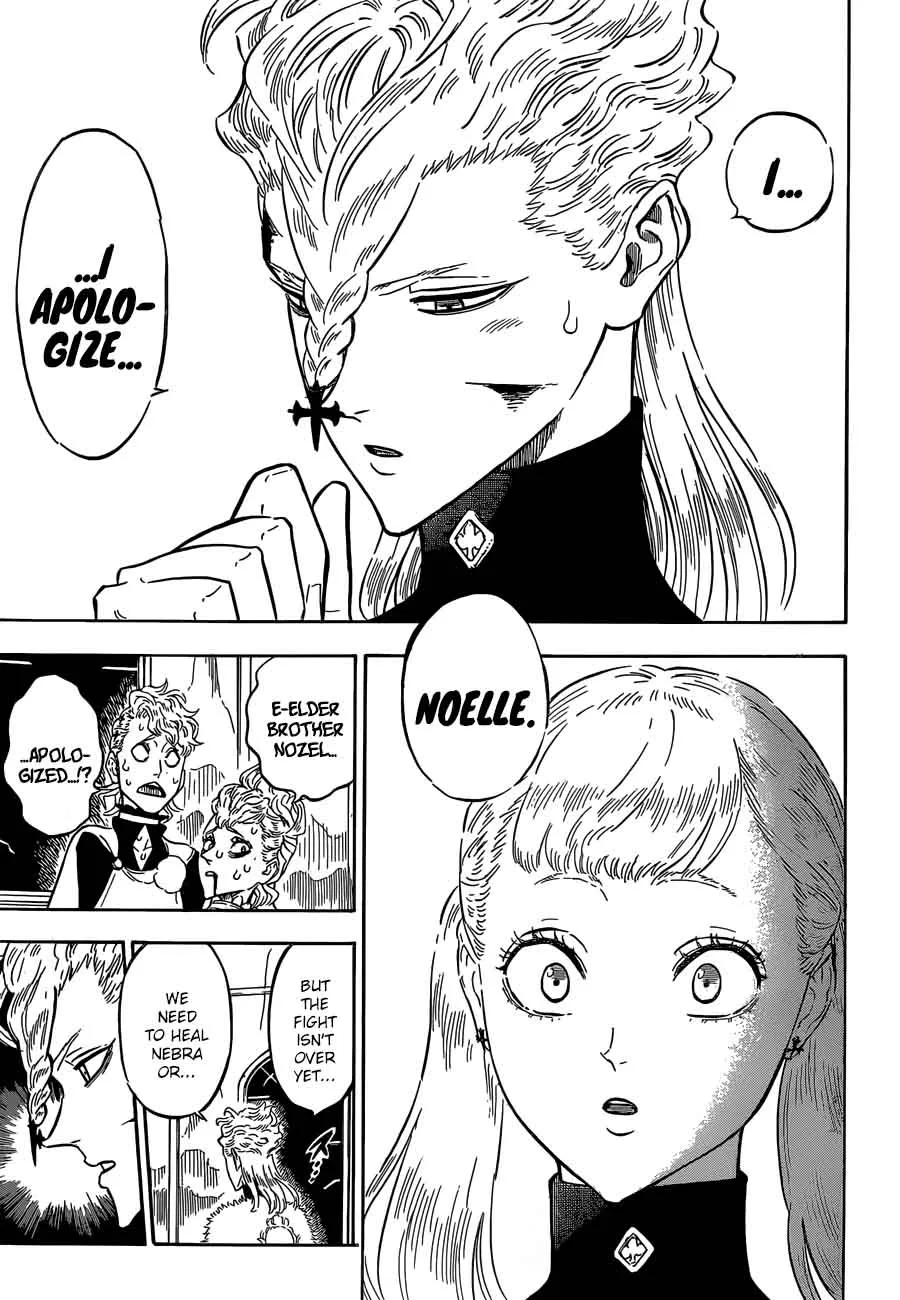 I...
...I
APOLO-
GIZE...
NOELLE.
E-ELDER
BROTHER
NOZEL...
...APOLO-
GIZED...!?
BUT
THE
FIGHT
ISN'T
OVER
YET...
WE
NEED
TO HEAL
NEBRA
OR...